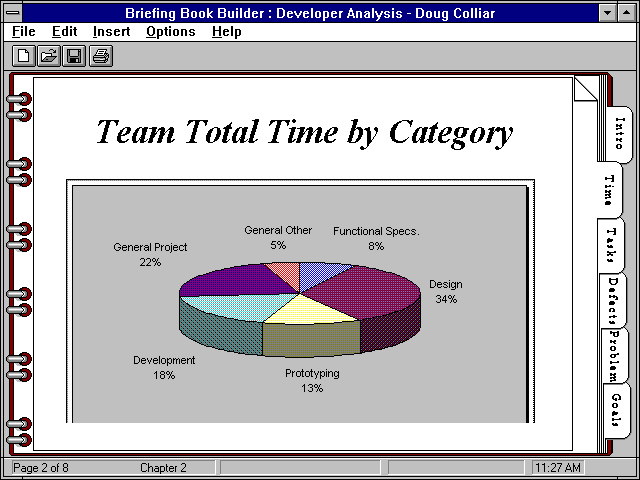 Briefing Book Builder : Developer Analysis - Doug Colliar
File Edit Insert Options Help
Team Total Time by Category
General Other
5%
Functional Specs.
8%
General Project
22%
Design
34%
Development
18%
Prototyping
13%
Intro
Time
Tasks
Defects
Problem
Goals
Page 2 of 8
Chapter 2
11:27 AM